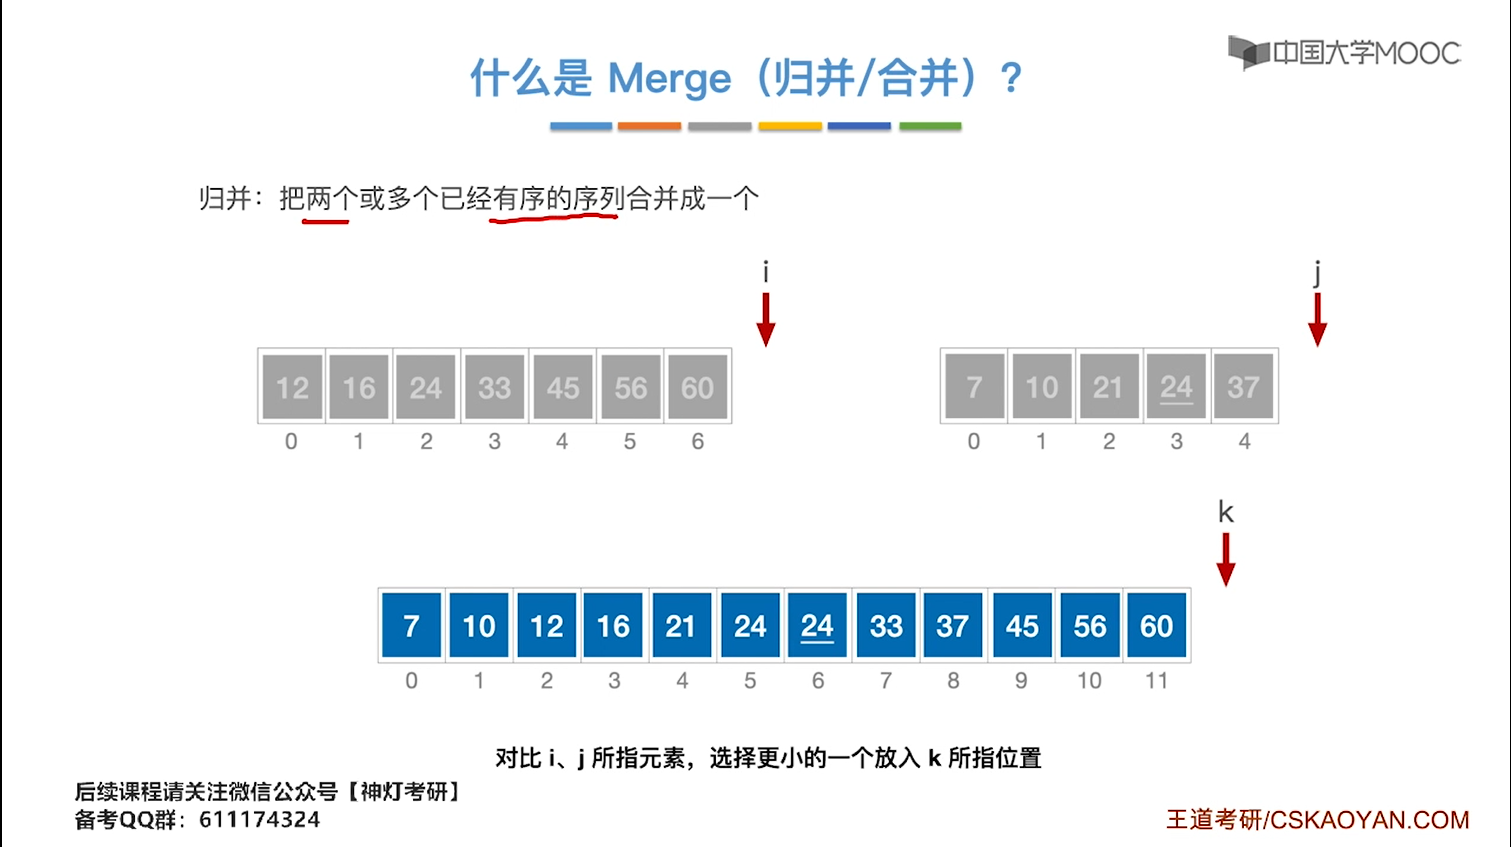 中国大学MOOC
什么是 Merge（归并/合并）?
归并：把两个或多个已经有序的序列合并成一个
i
j
12 16 24 33 45 56 60
7 10 21 24 37
0 1 2 3 4 5 6
0 1 2 3 4
k
7 10 12 16 21 24 24 33 37 45 56 60
0 1 2 3 4 5 6 7 8 9 10 11
对比 i、j 所指元素，选择更小的一个放入 k 所指位置
后续课程请关注微信公众号【神灯考研】
备考QQ群：611174324
王道考研/CSKAOYAN.COM